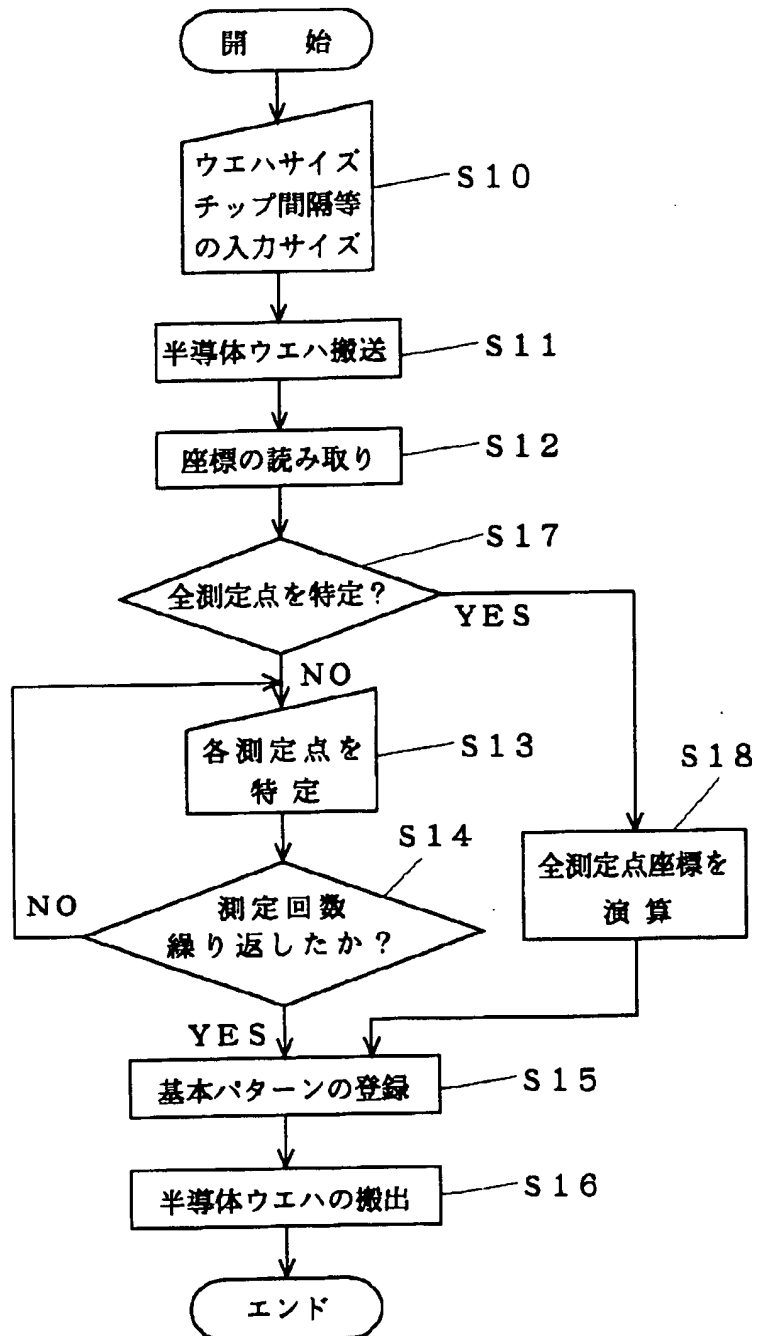 開 始
ウエハサイズ
チップ間隔等
の入力サイズ
S10
半導体ウエハ搬送
S11
座標の読み取り
S12
S17
全測定点を特定?
YES
NO
各測定点を
特 定
S13
S18
全測定点座標を
演 算
S14
測定回数
繰り返したか?
NO
YES
基本パターンの登録
S15
半導体ウエハの搬出
S16
エンド